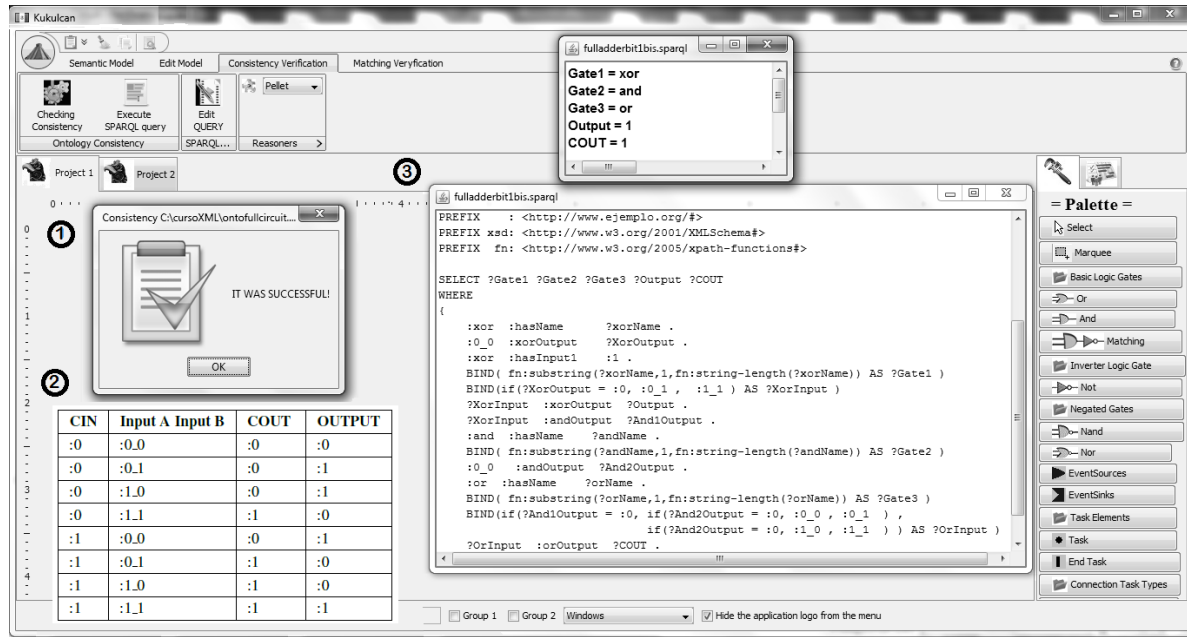 Kukulcan
Semantic Model Edit Model Consistency Verification Matching Veryfication
Checking Consistency
Execute SPARQL query
Edit QUERY
Pellet
Ontology Consistency SPARQL... Reasoners
Project 1 Project 2
0 1 4
0
1
2
3
4
1
Consistency C:\cursoXML\ontofullcircuit....
IT WAS SUCCESSFUL!
OK
2
CIN Input A Input B COUT OUTPUT
:0 :0_0 :0 :0
:0 :0_1 :0 :1
:0 :1_0 :0 :1
:0 :1_1 :1 :0
:1 :0_0 :0 :1
:1 :0_1 :1 :0
:1 :1_0 :1 :0
:1 :1_1 :1 :1
3
fulladderbit1bis.sparql
Gate1 = xor
Gate2 = and
Gate3 = or
Output = 1
COUT = 1
fulladderbit1bis.sparql
PREFIX : <http://www.ejemplo.org/#>
PREFIX xsd: <http://www.w3.org/2001/XMLSchema#>
PREFIX fn: <http://www.w3.org/2005/xpath-functions#>
SELECT ?Gate1 ?Gate2 ?Gate3 ?Output ?COUT
WHERE
{
:xor :hasName ?xorName .
:0_0 :xorOutput ?XorOutput .
:xor :hasInput1 :1 .
BIND( fn:substring(?xorName,1,fn:string-length(?xorName)) AS ?Gate1 )
BIND(if(?XorOutput = :0, :0_1 , :1_1 ) AS ?XorInput )
?XorInput :xorOutput ?Output .
?XorInput :andOutput ?And1Output .
:and :hasName ?andName .
BIND( fn:substring(?andName,1,fn:string-length(?andName)) AS ?Gate2 )
:0_0 :andOutput ?And2Output .
:or :hasName ?orName .
BIND( fn:substring(?orName,1,fn:string-length(?orName)) AS ?Gate3 )
BIND(if(?And1Output = :0, if(?And2Output = :0, :0_0 , :0_1 ) ,
if(?And2Output = :0, :1_0 , :1_1 ) ) AS ?OrInput )
?OrInput :orOutput ?COUT .
= Palette =
Select
Marquee
Basic Logic Gates
Or
And
Matching
Inverter Logic Gate
Not
Negated Gates
Nand
Nor
EventSources
EventSinks
Task Elements
Task
End Task
Connection Task Types
Group 1 Group 2 Windows Hide the application logo from the menu